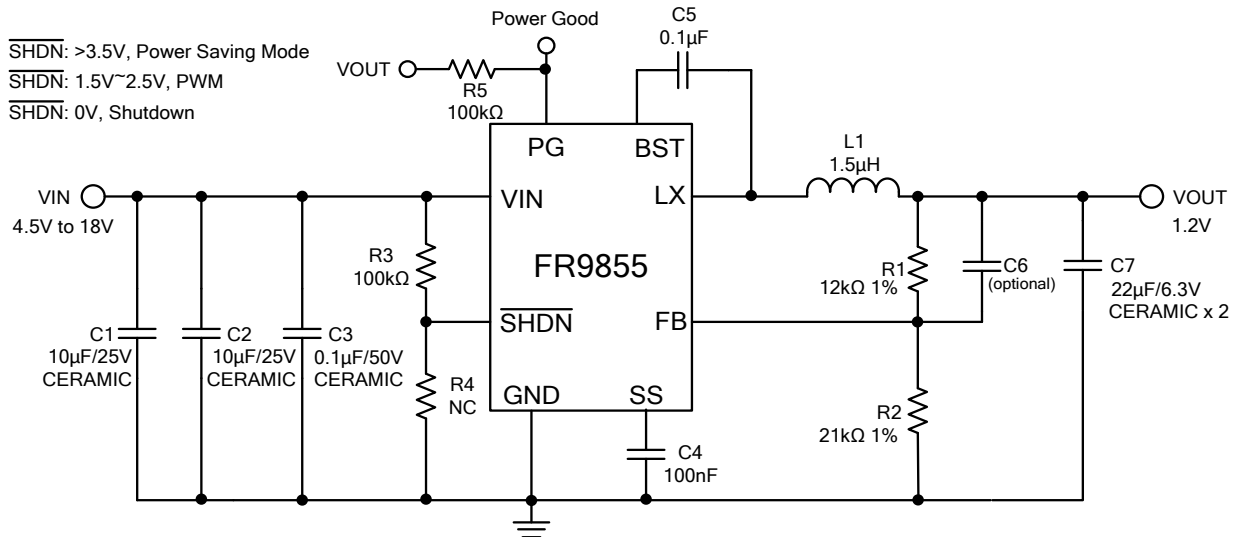 SHDN: >3.5V, Power Saving Mode
SHDN: 1.5V~2.5V, PWM
SHDN: 0V, Shutdown
Power Good
VOUT
R5
100kΩ
C5
0.1μF
PG
BST
L1
1.5μH
VIN
4.5V to 18V
VIN
LX
VOUT
1.2V
FR9855
R3
100kΩ
R1
12kΩ 1%
C6
(optional)
C7
22μF/6.3V
CERAMIC x 2
SHDN
FB
C1
10μF/25V
CERAMIC
C2
10μF/25V
CERAMIC
C3
0.1μF/50V
CERAMIC
R4
NC
GND
SS
R2
21kΩ 1%
C4
100nF